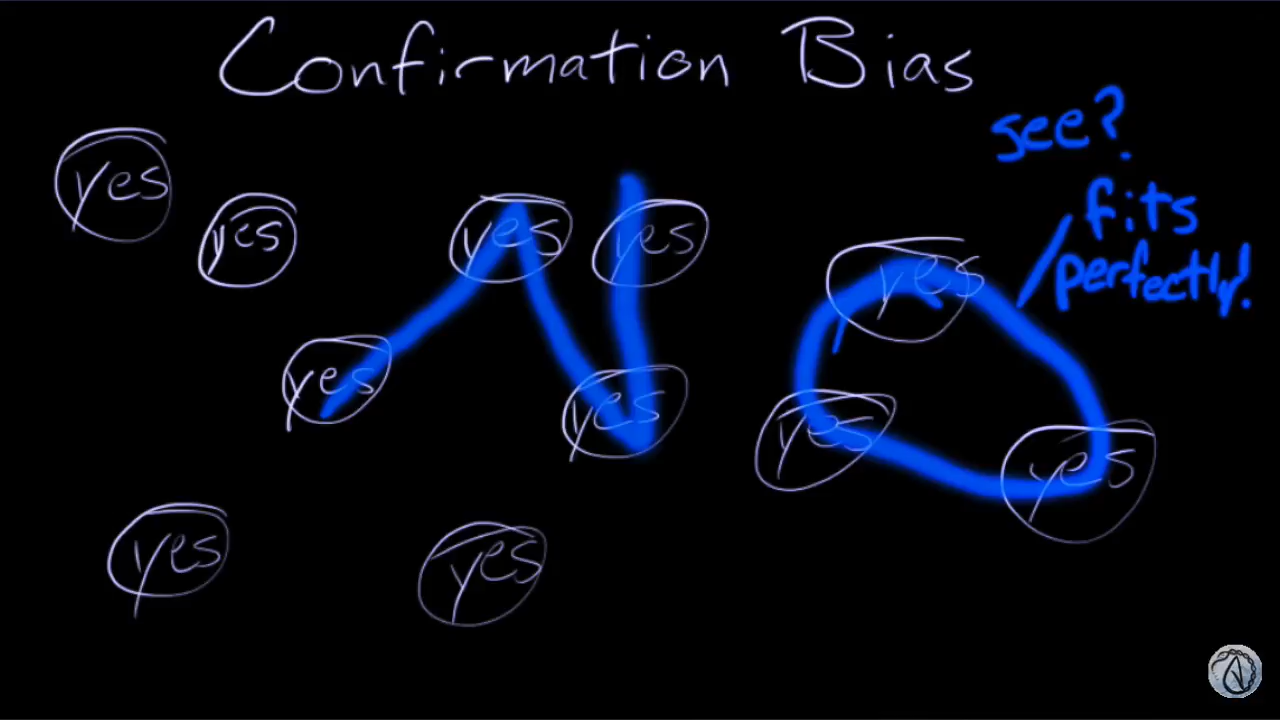 Confirmation Bias
see?
fits
perfectly!
yes
yes
yes
yes
yes
yes
yes
yes
yes
yes
yes